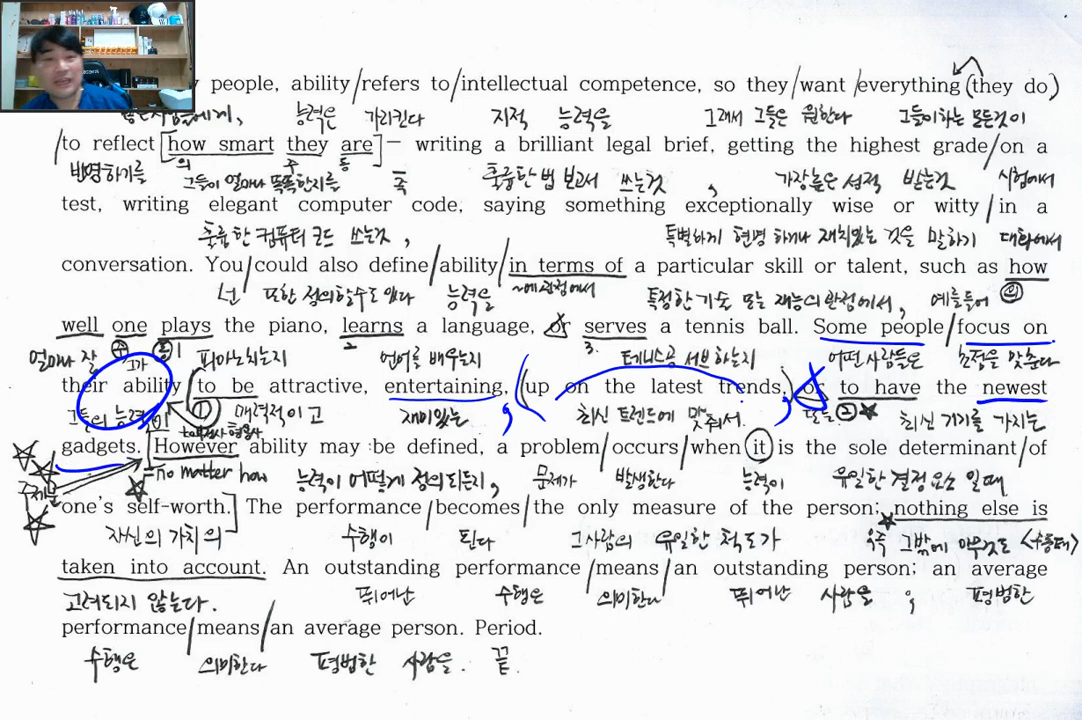 y people, ability/refers to/intellectual competence, so they/want/everything(they do)
능력은 가리킨다 지적 능력을 그래서 그들은 원한다 그들이하는 모든것이
/to reflect [how smart they are] – writing a brilliant legal brief, getting the highest grade/on a
반영하기를 의 주 동 그들이 얼마나 똑똑한지를 즉 훌륭한 법 보고서 쓰는것, 가장높은 성적 받는것 시험에서
test, writing elegant computer code, saying something exceptionally wise or witty/in a
훌륭한 컴퓨터 코드 쓰는것, 특별하게 현명하거나 재치있는 것을 말하기 대화에서
conversation. You/could also define/ability/in terms of a particular skill or talent, such as how
넌 또한 정의할수도 있다 능력을 ~에 관점에서 특정한 기술 또는 재능의 관점에서, 예를들어 의
well one plays the piano, learns a language, or serves a tennis ball. Some people/focus on
얼마나 잘 주 그가 동1 피아노치는지 2 언어를 배우는지 3. 테니스공 서브하는지 어떤 사람들은 초점을 맞춘다
their ability to be attractive, entertaining, (up on the latest trends,) or to have the newest
그들의 능력 ① 매력적이고 재미있는 최신 트렌드에 맞춰서. 또는 ② 최신 기기를 가지는
gadgets. [However ability may be defined, a problem/occurs/when it is the sole determinant/of
주제문 =No matter how 능력이 어떻게 정의되든지, 문제가 발생한다 능력이 유일한 결정요소 일때
one's self-worth.] The performance/becomes/the only measure of the person; nothing else is
자신의 가치의 수행이 된다 그사람의 유일한 척도가 그밖에 아무것도 <수동태>
taken into account. An outstanding performance/means/an outstanding person; an average
고려되지 않는다. 뛰어난 수행은 의미한다 뛰어난 사람을 ; 평범한
performance/means/an average person. Period.
수행은 의미한다 평범한 사람을. 끝.